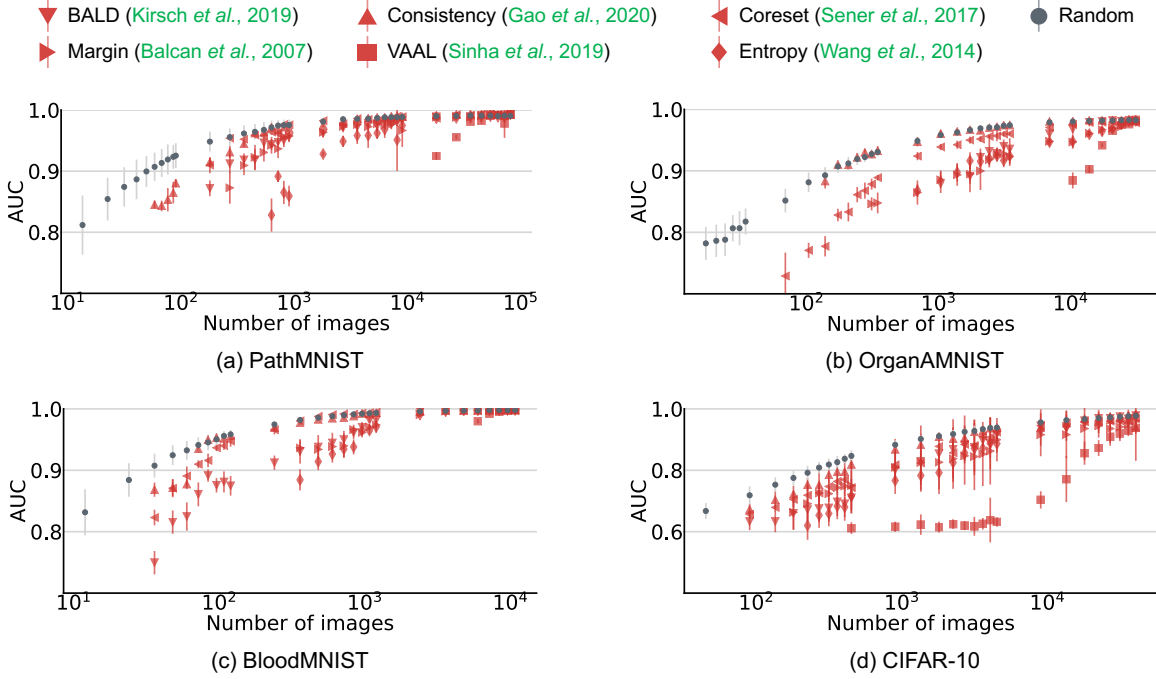 BALD (Kirsch et al., 2019) Consistency (Gao et al., 2020) Coreset (Sener et al., 2017) Random
Margin (Balcan et al., 2007) VAAL (Sinha et al., 2019) Entropy (Wang et al., 2014)
1.0
0.9
0.8
AUC
10^1 10^2 10^3 10^4 10^5
Number of images
(a) PathMNIST
1.0
0.9
0.8
AUC
10^2 10^3 10^4
Number of images
(b) OrganAMNIST
1.0
0.9
0.8
AUC
10^1 10^2 10^3 10^4
Number of images
(c) BloodMNIST
1.0
0.8
0.6
AUC
10^2 10^3 10^4
Number of images
(d) CIFAR-10